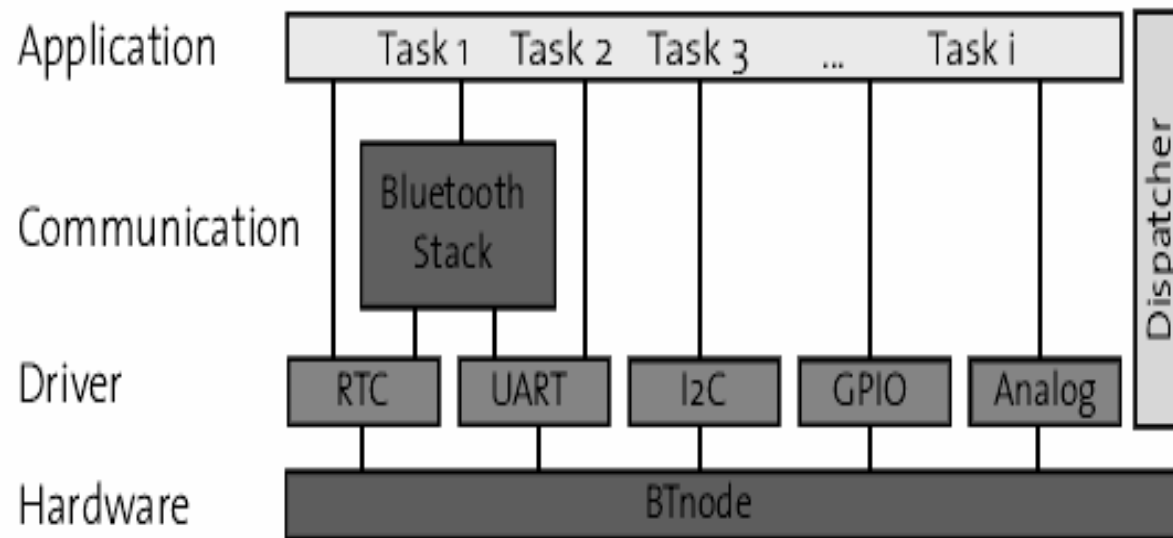 Application
Task 1 Task 2 Task 3 ... Task i
Dispatcher
Communication
Bluetooth
Stack
Driver
RTC UART I2C GPIO Analog
Hardware
BTnode